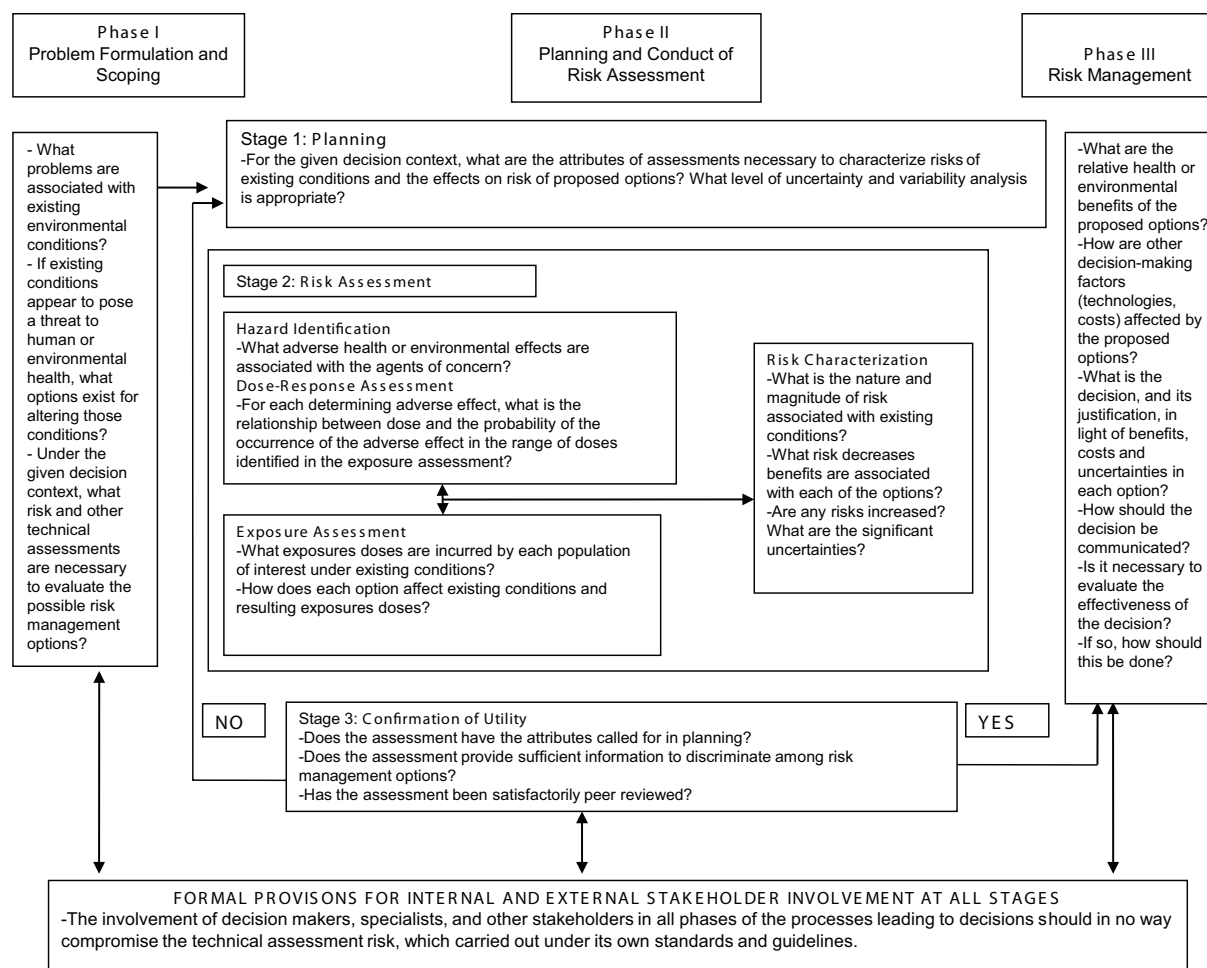 Phase I
Problem Formulation and
Scoping
Phase II
Planning and Conduct of
Risk Assessment
Phase III
Risk Management
- What
problems are
associated with
existing
environmental
conditions?
- If existing
conditions
appear to pose
a threat to
human or
environmental
health, what
options exist for
altering those
conditions?
- Under the
given decision
context, what
risk and other
technical
assessments
are necessary
to evaluate the
possible risk
management
options?
Stage 1: Planning
-For the given decision context, what are the attributes of assessments necessary to characterize risks of
existing conditions and the effects on risk of proposed options? What level of uncertainty and variability analysis
is appropriate?
Stage 2: Risk Assessment
Hazard Identification
-What adverse health or environmental effects are
associated with the agents of concern?
Dose-Response Assessment
-For each determining adverse effect, what is the
relationship between dose and the probability of the
occurrence of the adverse effect in the range of doses
identified in the exposure assessment?
Exposure Assessment
-What exposures doses are incurred by each population
of interest under existing conditions?
-How does each option affect existing conditions and
resulting exposures doses?
Risk Characterization
-What is the nature and
magnitude of risk
associated with existing
conditions?
-What risk decreases
benefits are associated
with each of the options?
-Are any risks increased?
What are the significant
uncertainties?
NO
Stage 3: Confirmation of Utility
-Does the assessment have the attributes called for in planning?
-Does the assessment provide sufficient information to discriminate among risk
management options?
-Has the assessment been satisfactorily peer reviewed?
YES
-What are the
relative health or
environmental
benefits of the
proposed options?
-How are other
decision-making
factors
(technologies,
costs) affected by
the proposed
options?
-What is the
decision, and its
justification, in
light of benefits,
costs and
uncertainties in
each option?
-How should the
decision be
communicated?
-Is it necessary to
evaluate the
effectiveness of
the decision?
-If so, how should
this be done?
FORMAL PROVISONS FOR INTERNAL AND EXTERNAL STAKEHOLDER INVOLVEMENT AT ALL STAGES
-The involvement of decision makers, specialists, and other stakeholders in all phases of the processes leading to decisions should in no way
compromise the technical assessment risk, which carried out under its own standards and guidelines.